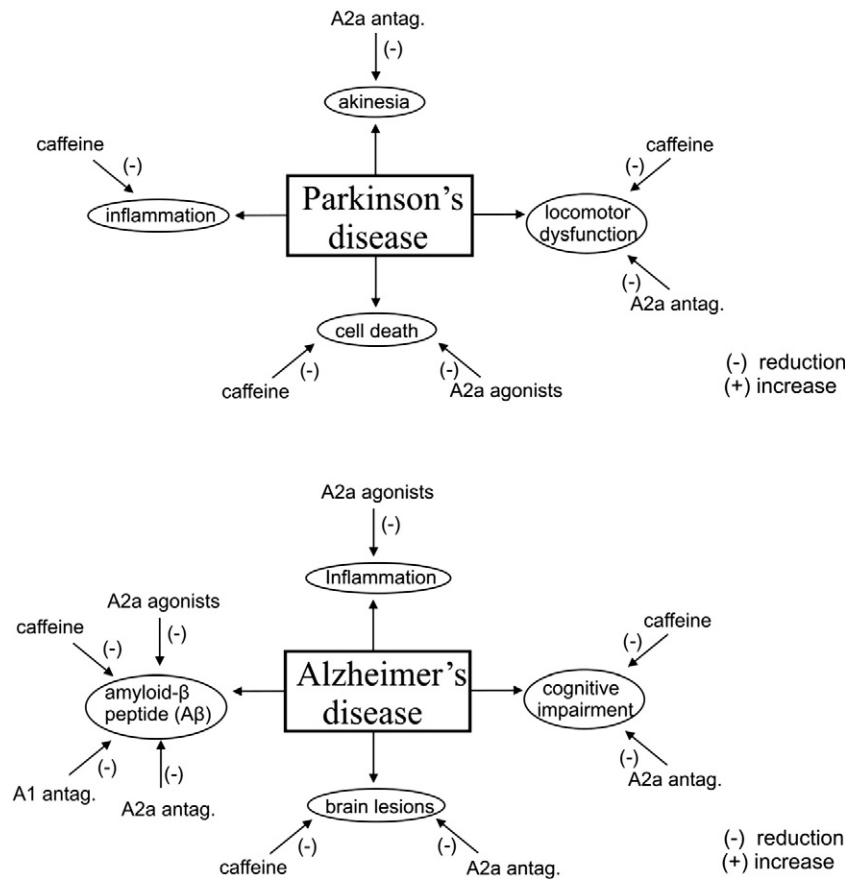 A2a antag.
(-)
akinesia
caffeine
(-)
caffeine
(-)
inflammation
Parkinson's
disease
locomotor
dysfunction
(-)
A2a antag.
cell death
(-)
(-)
caffeine
A2a agonists
(-) reduction
(+) increase
A2a agonists
(-)
Inflammation
A2a agonists
caffeine
(-)
(-)
caffeine
(-)
amyloid-β
peptide (Aβ)
Alzheimer's
disease
cognitive
impairment
(-)
(-)
A1 antag.
A2a antag.
(-)
A2a antag.
brain lesions
(-)
(-)
caffeine
A2a antag.
(-) reduction
(+) increase